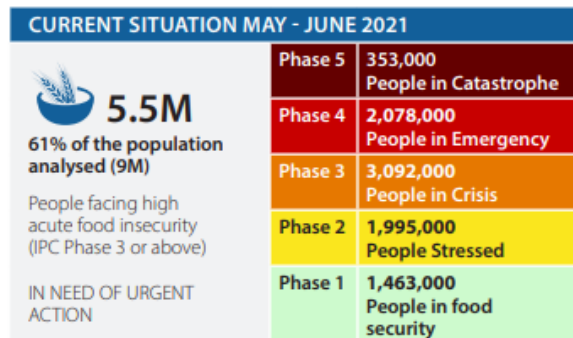 CURRENT SITUATION MAY - JUNE 2021
5.5M
61% of the population
analysed (9M)
People facing high
acute food insecurity
(IPC Phase 3 or above)
IN NEED OF URGENT
ACTION
Phase 5
353,000
People in Catastrophe
Phase 4
2,078,000
People in Emergency
Phase 3
3,092,000
People in Crisis
Phase 2
1,995,000
People Stressed
Phase 1
1,463,000
People in food
security